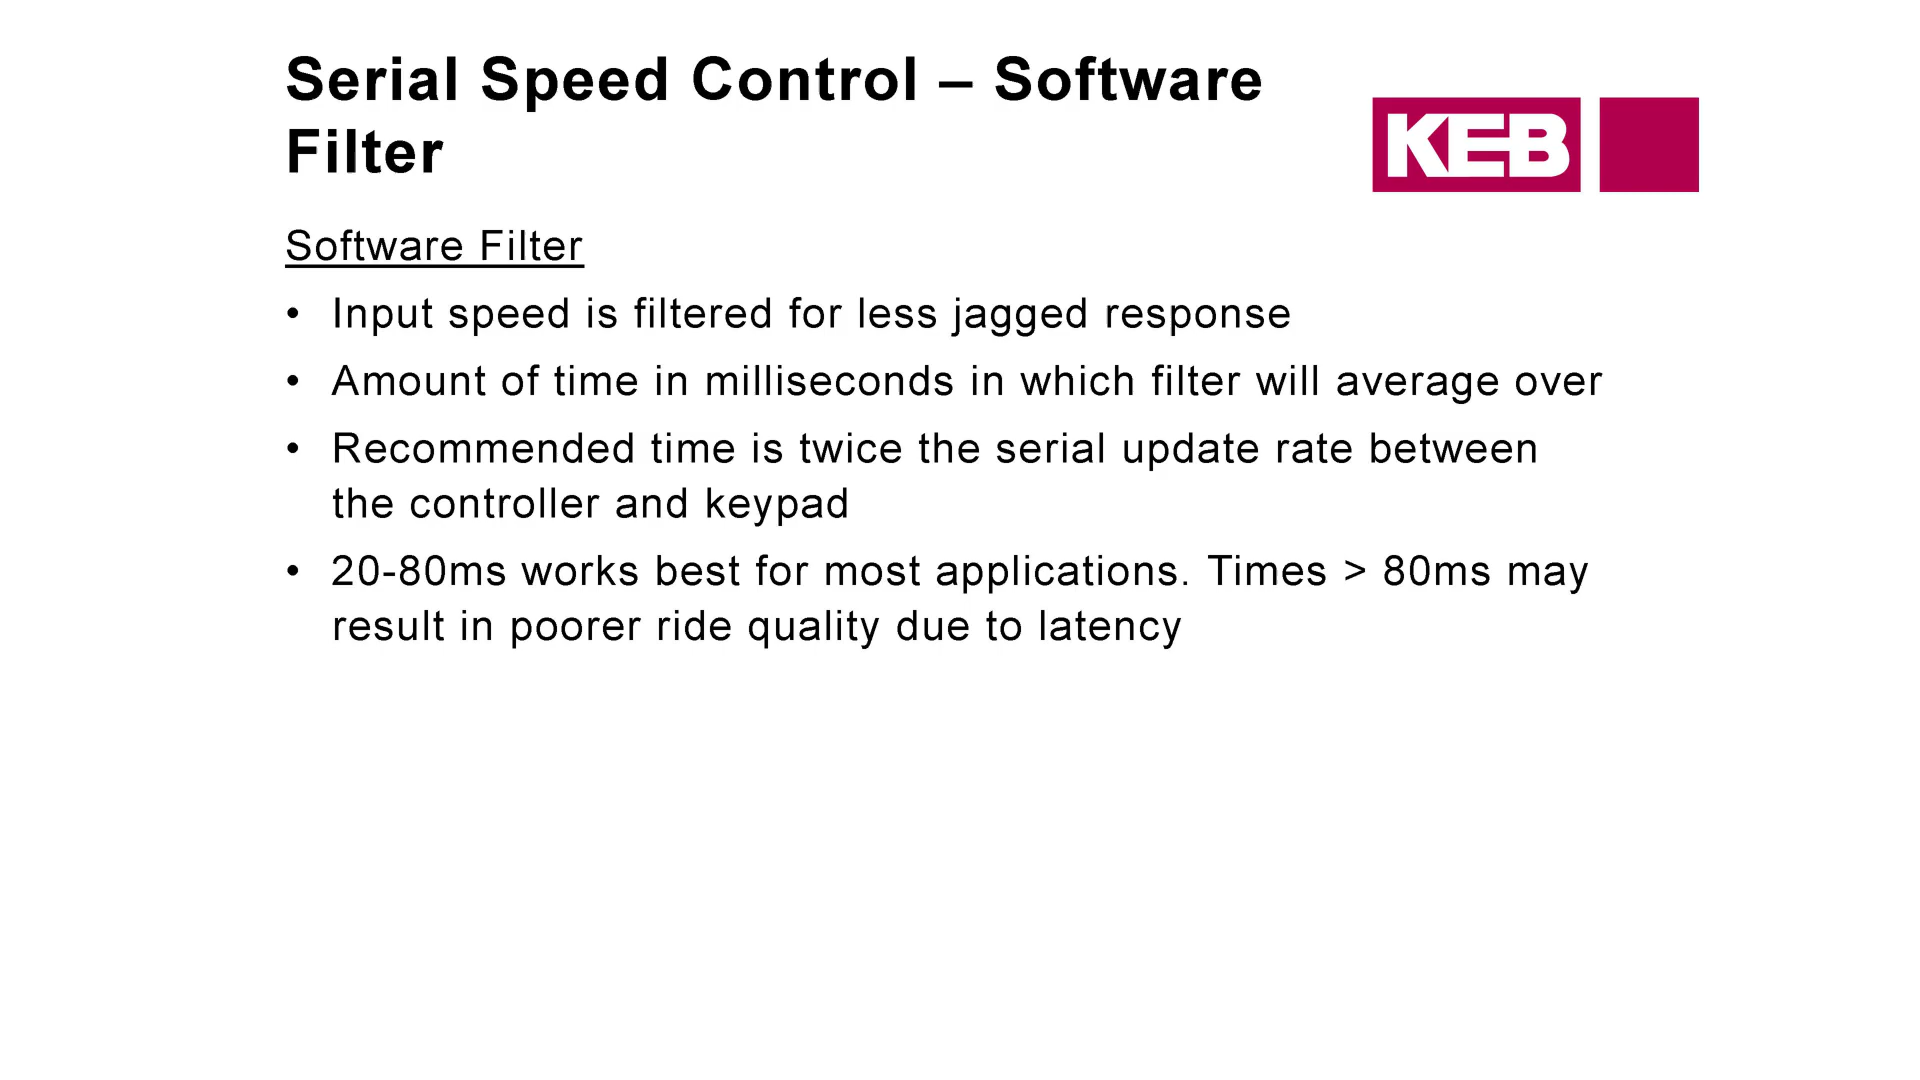 Serial Speed Control – Software
Filter
KEB
Software Filter
• Input speed is filtered for less jagged response
• Amount of time in milliseconds in which filter will average over
• Recommended time is twice the serial update rate between
the controller and keypad
• 20-80ms works best for most applications. Times > 80ms may
result in poorer ride quality due to latency